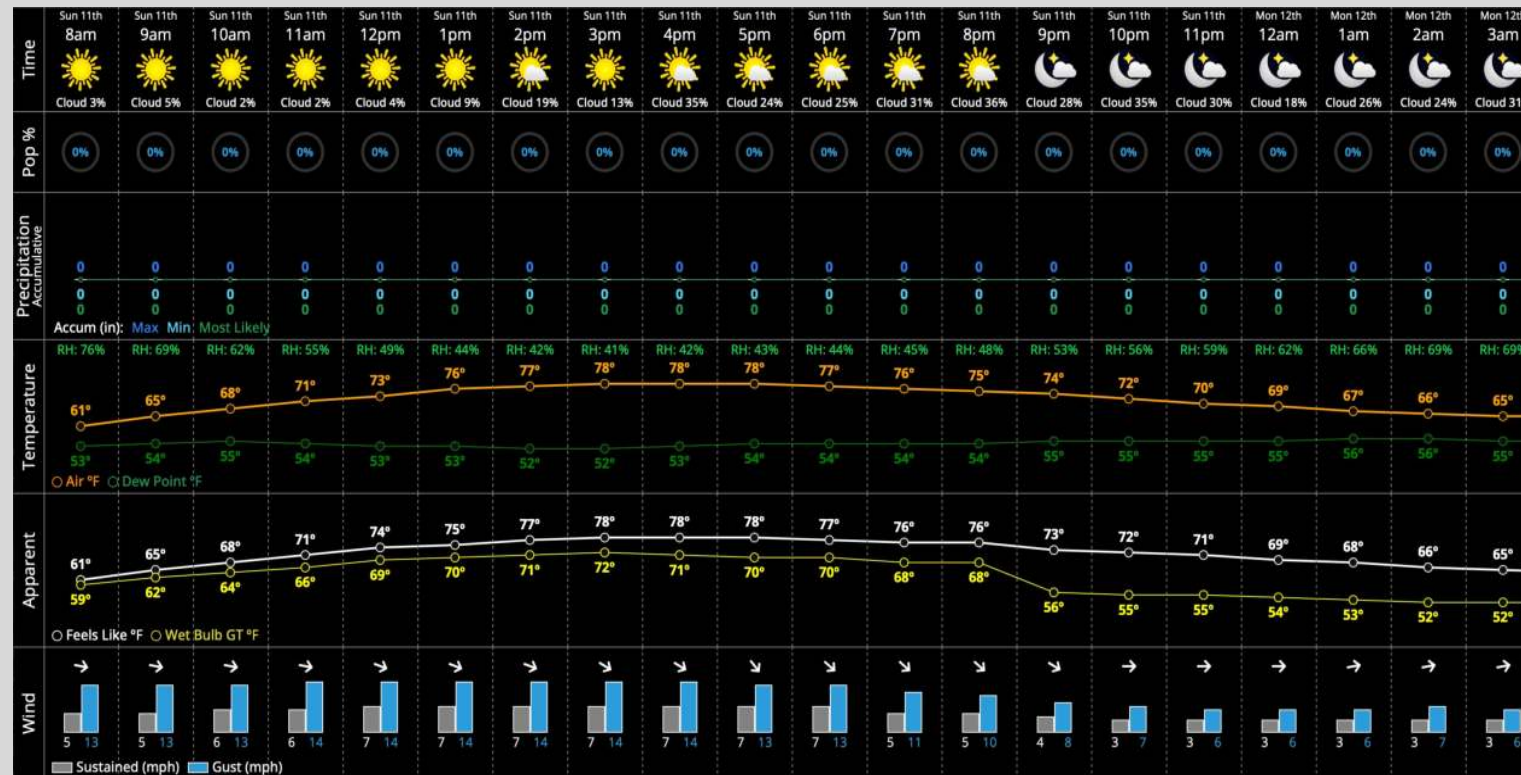 Time
Sun 11th Sun 11th Sun 11th Sun 11th Sun 11th Sun 11th Sun 11th Sun 11th Sun 11th Sun 11th Sun 11th Sun 11th Sun 11th Sun 11th Sun 11th Sun 11th Mon 12th Mon 12th Mon 12th Mon 12t
8am 9am 10am 11am 12pm 1pm 2pm 3pm 4pm 5pm 6pm 7pm 8pm 9pm 10pm 11pm 12am 1am 2am 3am
Cloud 3% Cloud 5% Cloud 2% Cloud 2% Cloud 4% Cloud 9% Cloud 19% Cloud 13% Cloud 35% Cloud 24% Cloud 25% Cloud 31% Cloud 36% Cloud 28% Cloud 35% Cloud 30% Cloud 18% Cloud 26% Cloud 24% Cloud 31
Pop %
0% 0% 0% 0% 0% 0% 0% 0% 0% 0% 0% 0% 0% 0% 0% 0% 0% 0% 0% 0%
Precipitation
Accumulative
0 0 0 0 0 0 0 0 0 0 0 0 0 0 0 0 0 0 0 0
0 0 0 0 0 0 0 0 0 0 0 0 0 0 0 0 0 0 0 0
0 0 0 0 0 0 0 0 0 0 0 0 0 0 0 0 0 0 0 0
Accum (in): Max Min: Most Likely
Temperature
RH: 76% RH: 69% RH: 62% RH: 55% RH: 49% RH: 44% RH: 42% RH: 41% RH: 42% RH: 43% RH: 44% RH: 45% RH: 48% RH: 53% RH: 56% RH: 59% RH: 62% RH: 66% RH: 69% RH: 69%
61° 65° 68° 71° 73° 76° 77° 78° 78° 78° 77° 76° 75° 74° 72° 70° 69° 67° 66° 65°
53° 54° 55° 54° 53° 53° 52° 52° 53° 54° 54° 54° 54° 55° 55° 55° 55° 56° 56° 55°
Air °F Dew Point °F
Apparent
61° 65° 68° 71° 74° 75° 77° 78° 78° 78° 77° 76° 76° 73° 72° 71° 69° 68° 66° 65°
59° 62° 64° 66° 69° 70° 71° 72° 71° 70° 70° 68° 68° 56° 55° 55° 54° 53° 52° 52°
Feels Like °F Wet Bulb GT °F
Wind
5 13 5 13 6 13 6 14 7 14 7 14 7 14 7 14 7 14 7 13 7 13 5 11 5 10 4 8 3 7 3 6 3 6 3 6 3 7 3 6
Sustained (mph) Gust (mph)